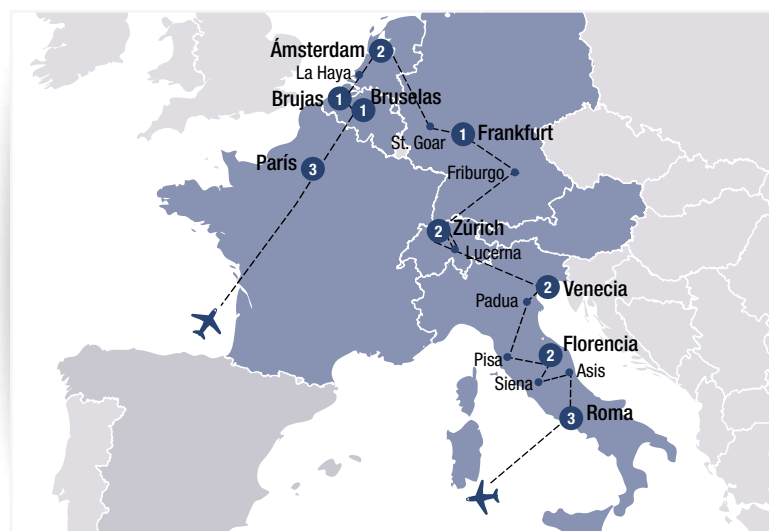 Ámsterdam 2
La Haya
Brujas 1
Bruselas
1
St. Goar
1 Frankfurt
París 3
Friburgo
2 Zúrich
Lucerna
2 Venecia
Padua
Florencia
2
Pisa
Asis
Siena
3 Roma